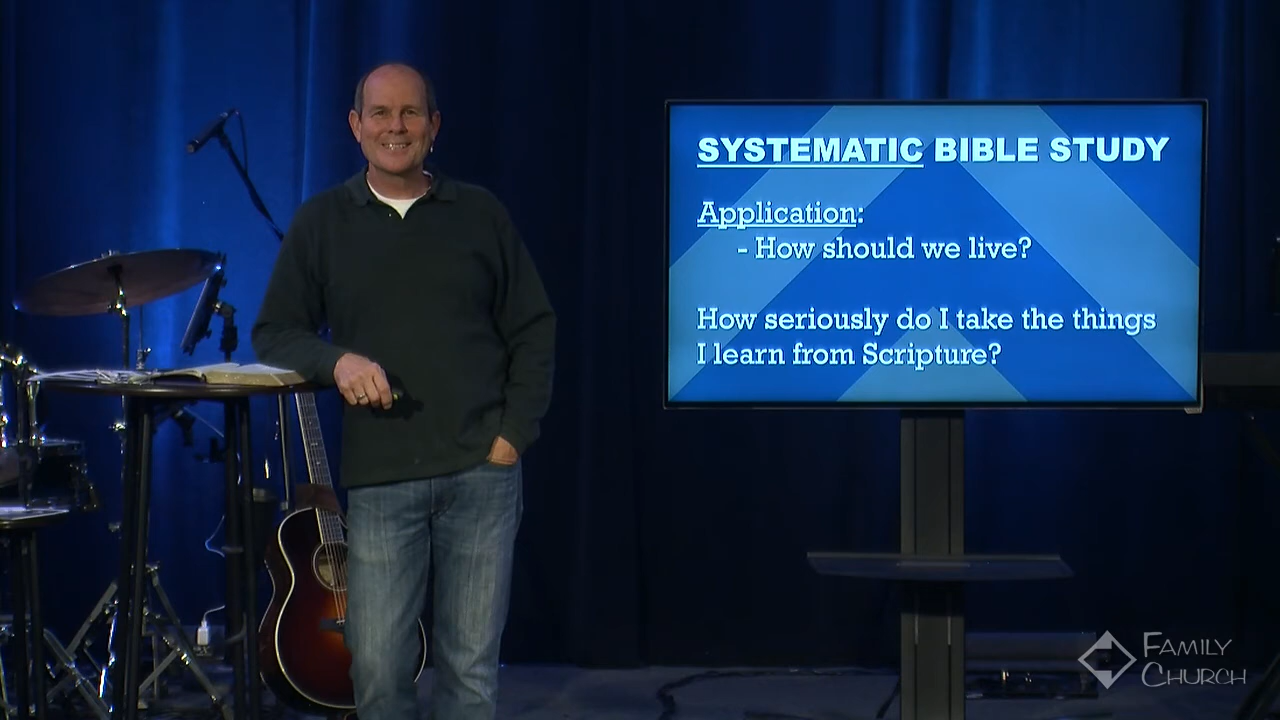 SYSTEMATIC BIBLE STUDY
Application:
- How should we live?
How seriously do I take the things
I learn from Scripture?
FAMILY
CHURCH